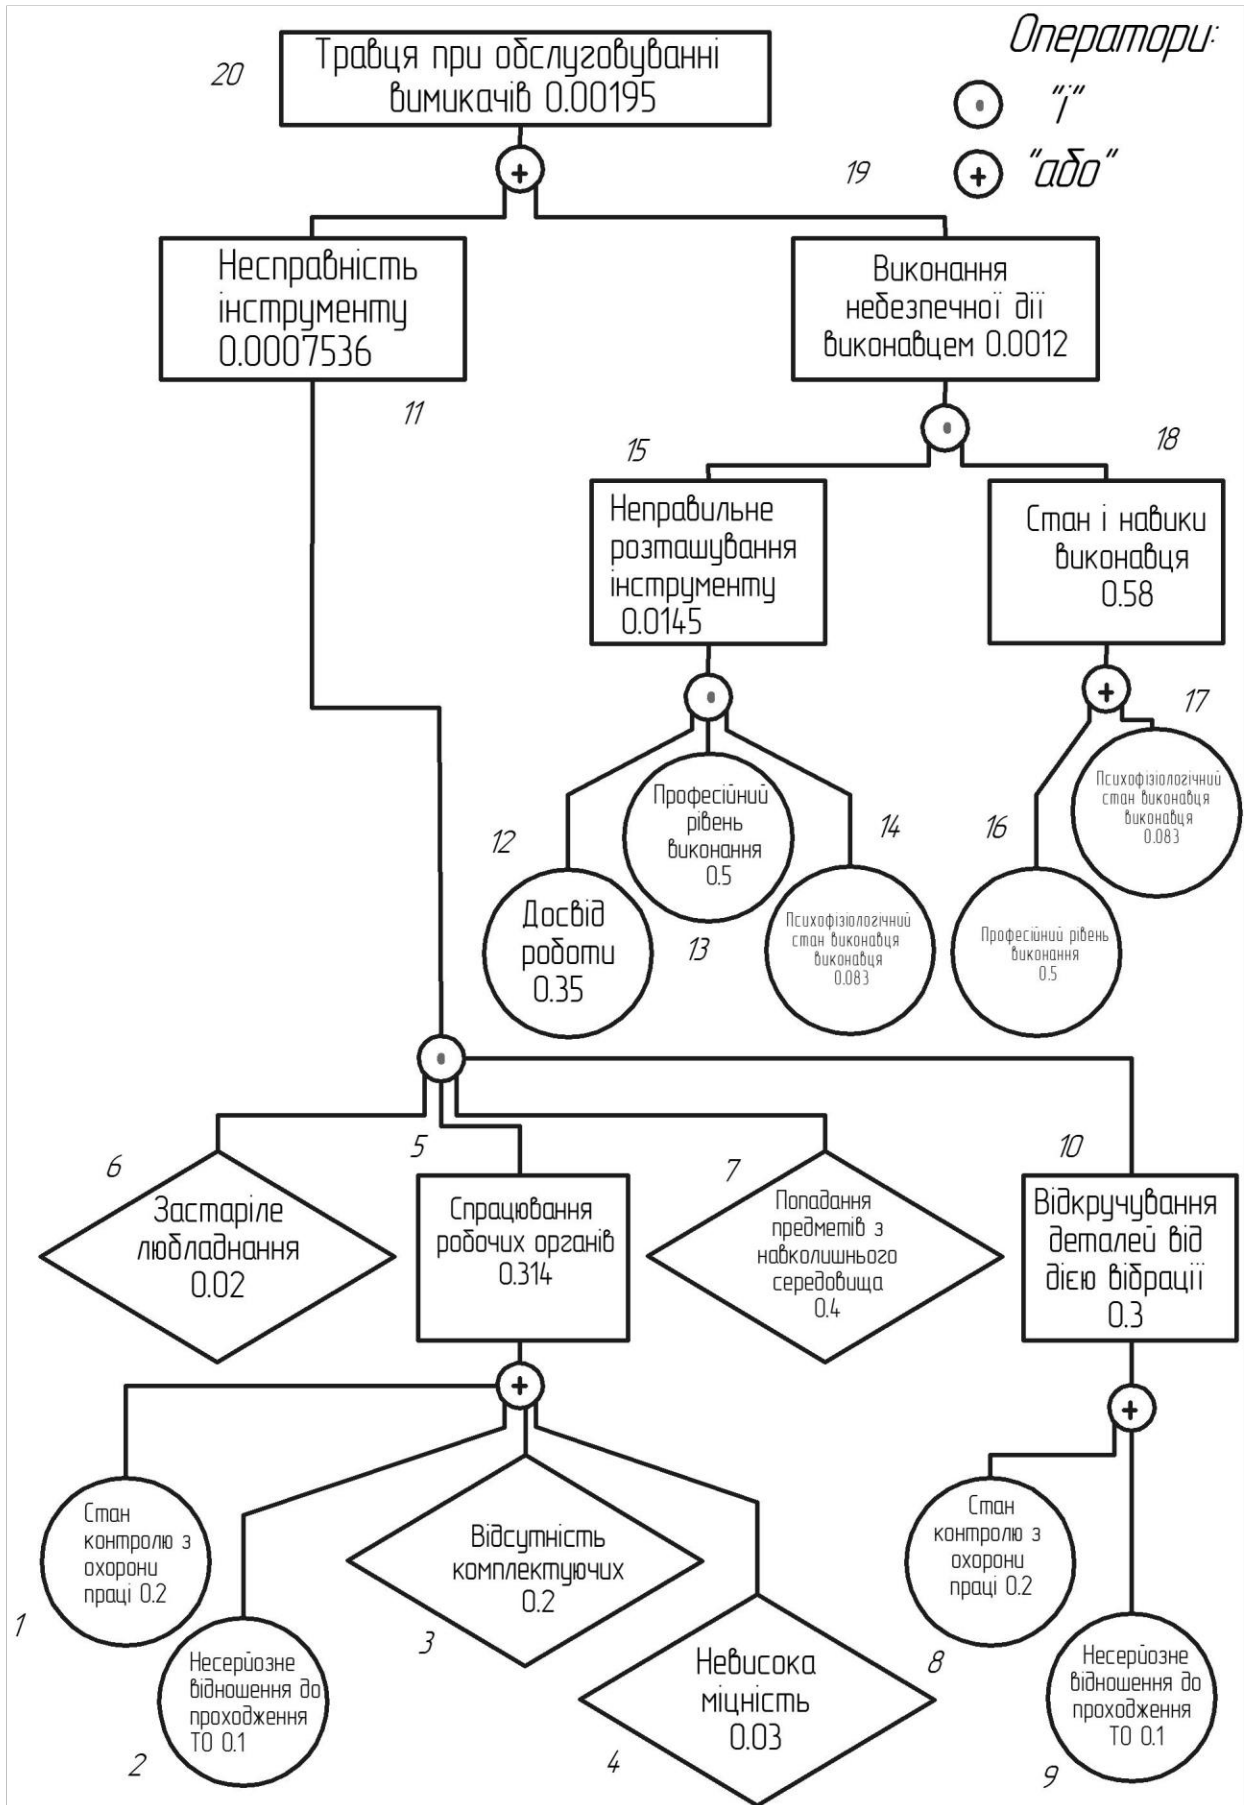 Оператори:
"і"
"або"
20
Травця при обслуговуванні
вимикачів 0.00195
19
Несправність
інструменту
0.0007536
Виконання
небезпечної дії
виконавцем 0.0012
11
15
18
Неправильне
розташування
інструменту
0.0145
Стан і навики
виконавця
0.58
17
12
Досвід
роботи
0.35
Професійний
рівень
виконання
0.5
13
14
Психофізіологічний
стан виконавця
виконавця
0.083
16
Професійний рівень
виконання
0.5
Психофізіологічний
стан виконавця
виконавця
0.083
6
Застаріле
любладнання
0.02
5
Спрацювання
робочих органів
0.314
7
Попадання
предметів з
навколишнього
середовища
0.4
10
Відкручування
деталей від
дією вібрації
0.3
Стан
контролю з
охорони
праці 0.2
1
Несерйозне
відношення до
проходження
ТО 0.1
2
Відсутність
комплектуючих
0.2
3
Невисока
міцність
0.03
4
Стан
контролю з
охорони
праці 0.2
8
Несерйозне
відношення до
проходження
ТО 0.1
9